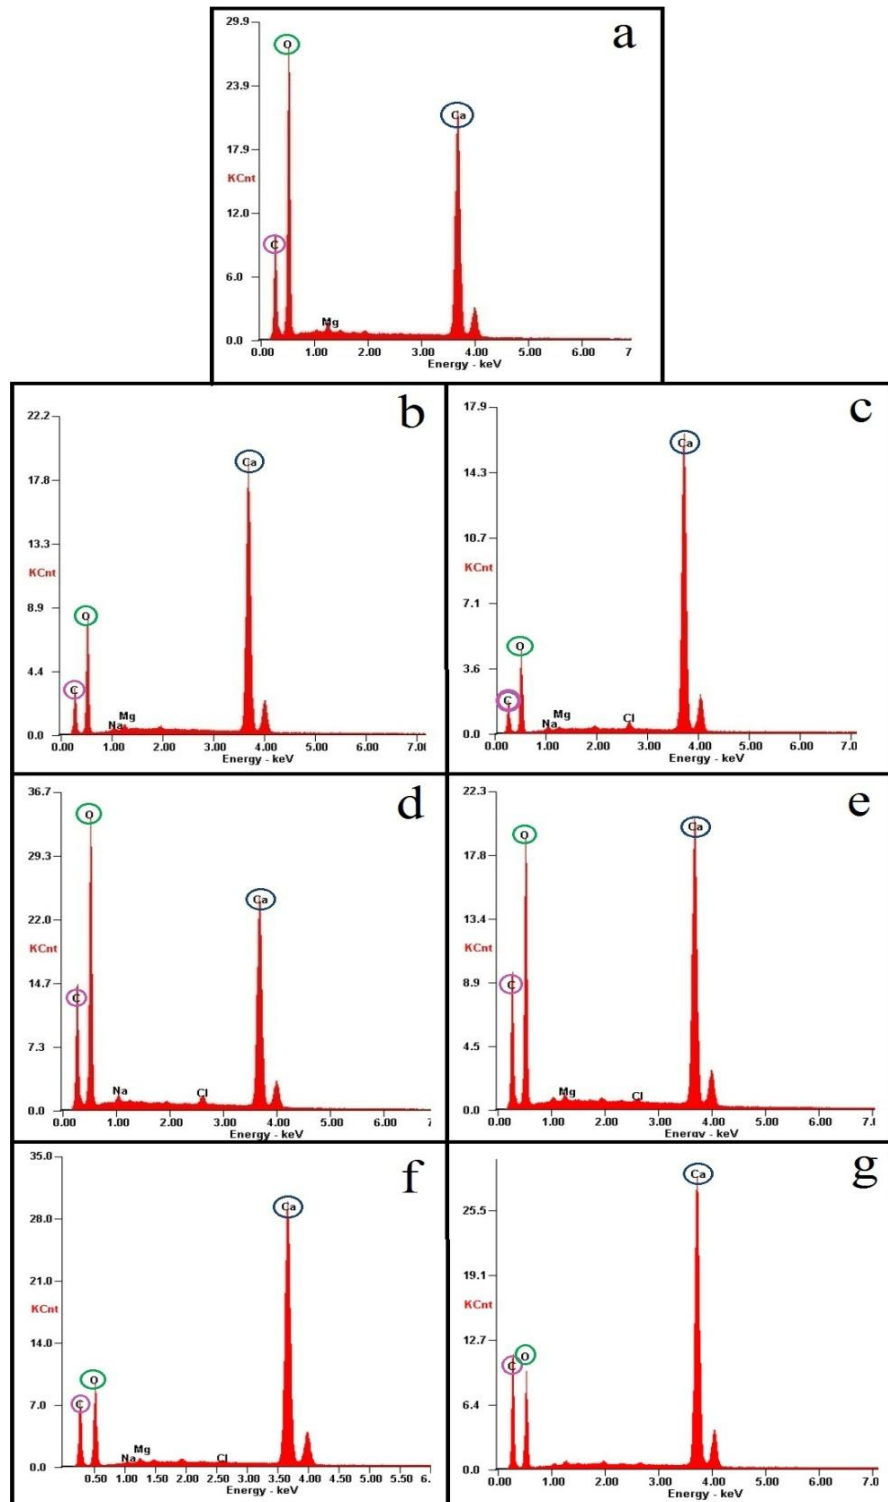 a
29.9
23.9
17.9
KCnt
12.0
6.0
0.0
O
Ca
C
Mg
0.00 1.00 2.00 3.00 4.00 5.00 6.00 7
Energy - keV
b
22.2
17.8
13.3
KCnt
8.9
4.4
0.0
Ca
O
C
Na
Mg
0.00 1.00 2.00 3.00 4.00 5.00 6.00 7.0
Energy - keV
c
17.9
14.3
10.7
KCnt
7.1
3.6
0.0
Ca
O
C
Na
Mg
Cl
0.00 1.00 2.00 3.00 4.00 5.00 6.00 7.0
Energy - keV
d
36.7
29.3
22.0
KCnt
14.7
7.3
0.0
O
Ca
C
Na
Cl
0.00 1.00 2.00 3.00 4.00 5.00 6.00 7
Energy - keV
e
22.3
17.8
13.4
KCnt
8.9
4.5
0.0
O
Ca
C
Mg
Cl
0.00 1.00 2.00 3.00 4.00 5.00 6.00 7.0
Energy - keV
f
35.0
28.0
21.0
KCnt
14.0
7.0
0.0
Ca
O
C
Na
Mg
Cl
0.50 1.00 1.50 2.00 2.50 3.00 3.50 4.00 4.50 5.00 5.50 6.
Energy - keV
g
25.5
19.1
KCnt
12.7
6.4
0.0
Ca
O
C
0.00 1.00 2.00 3.00 4.00 5.00 6.00 7.0
Energy - keV